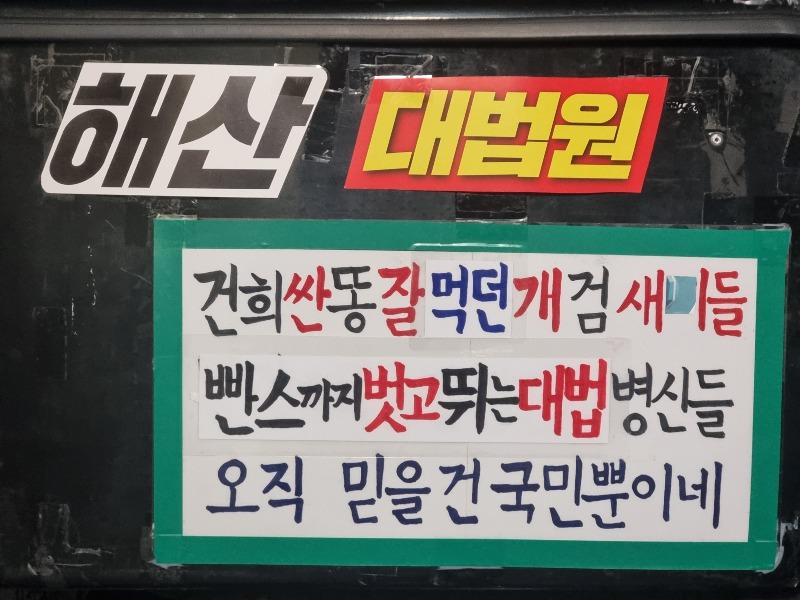 해산 대법원
건희싼똥잘먹던개검새 들
빤스까지벗고뛰는대법병신들
오직 믿을건국민뿐이네